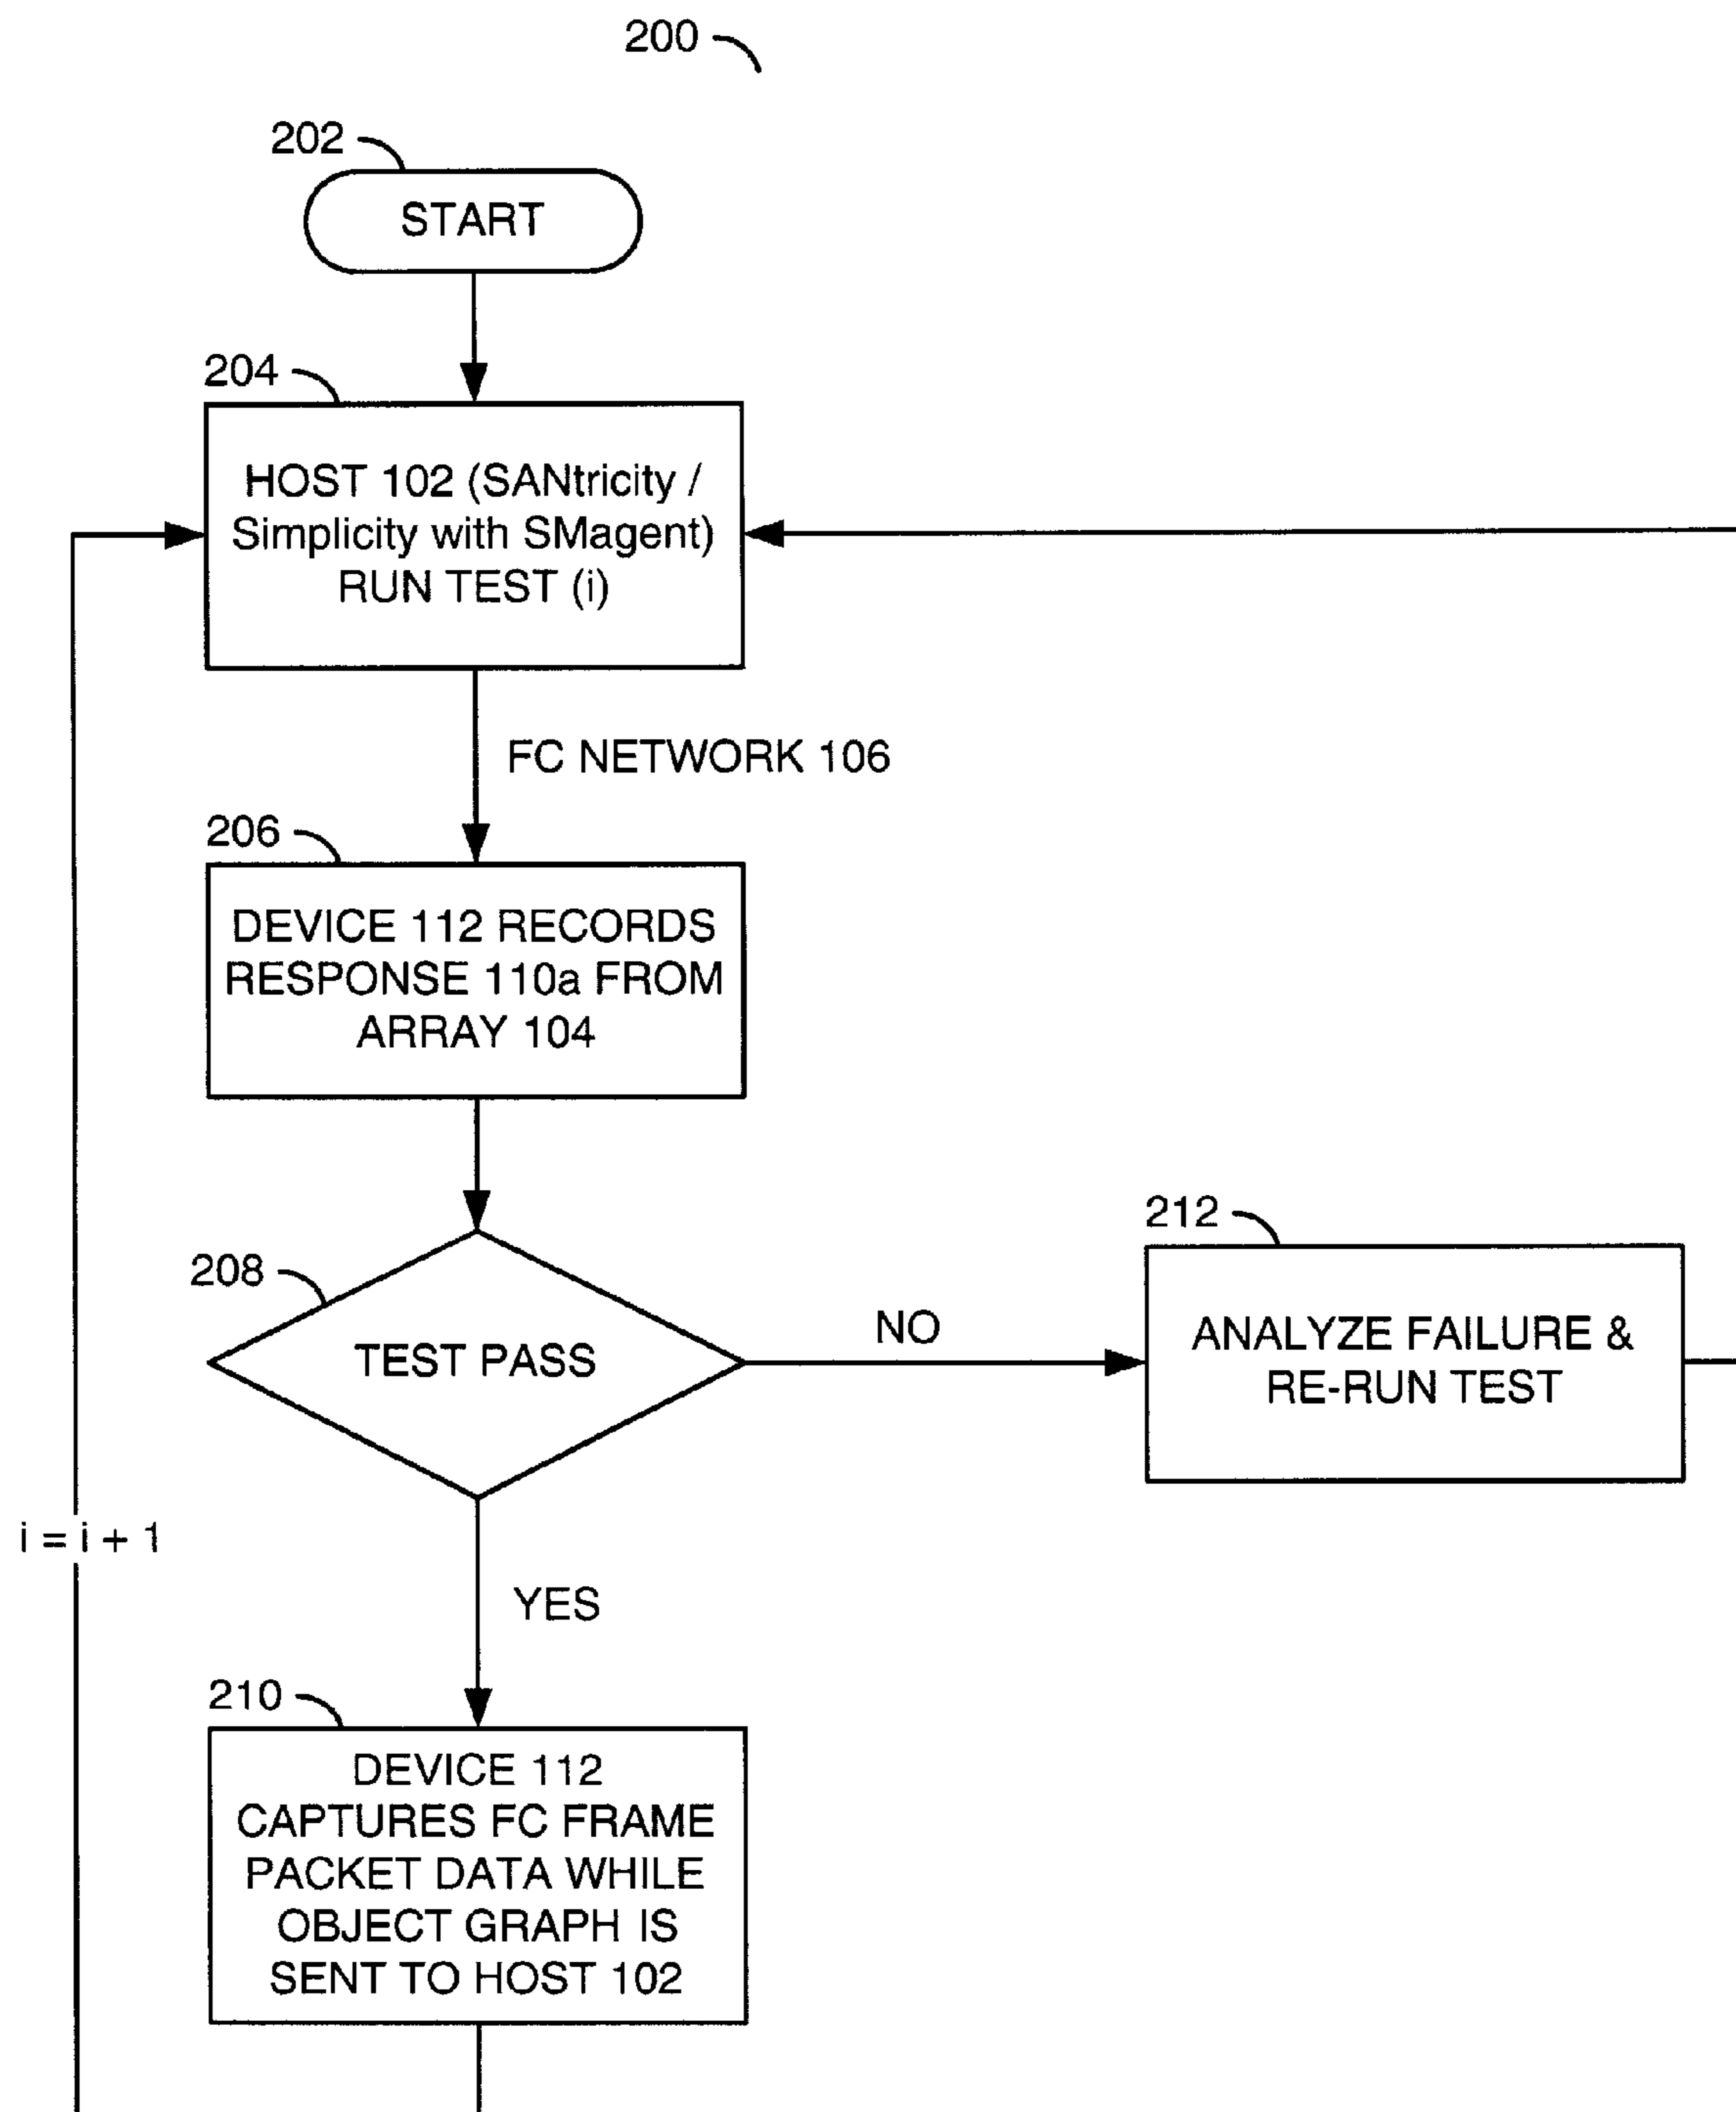 200
202
START
204
HOST 102 (SANtricity /
Simplicity with SMagent)
RUN TEST (i)
FC NETWORK 106
206
DEVICE 112 RECORDS
RESPONSE 110a FROM
ARRAY 104
208
TEST PASS
NO
212
ANALYZE FAILURE &
RE-RUN TEST
i = i + 1
YES
210
DEVICE 112
CAPTURES FC FRAME
PACKET DATA WHILE
OBJECT GRAPH IS
SENT TO HOST 102